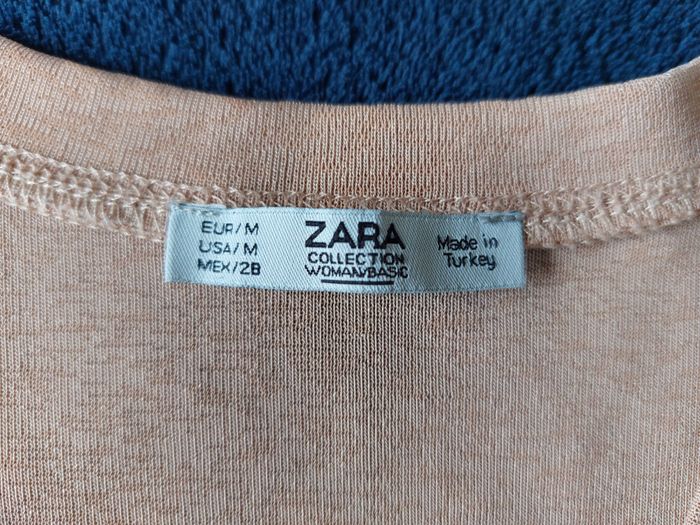 EUR/M
USA/M
MEX/28
ZARA
COLLECTION
WOMAN/BASIC
Made in
Turkey